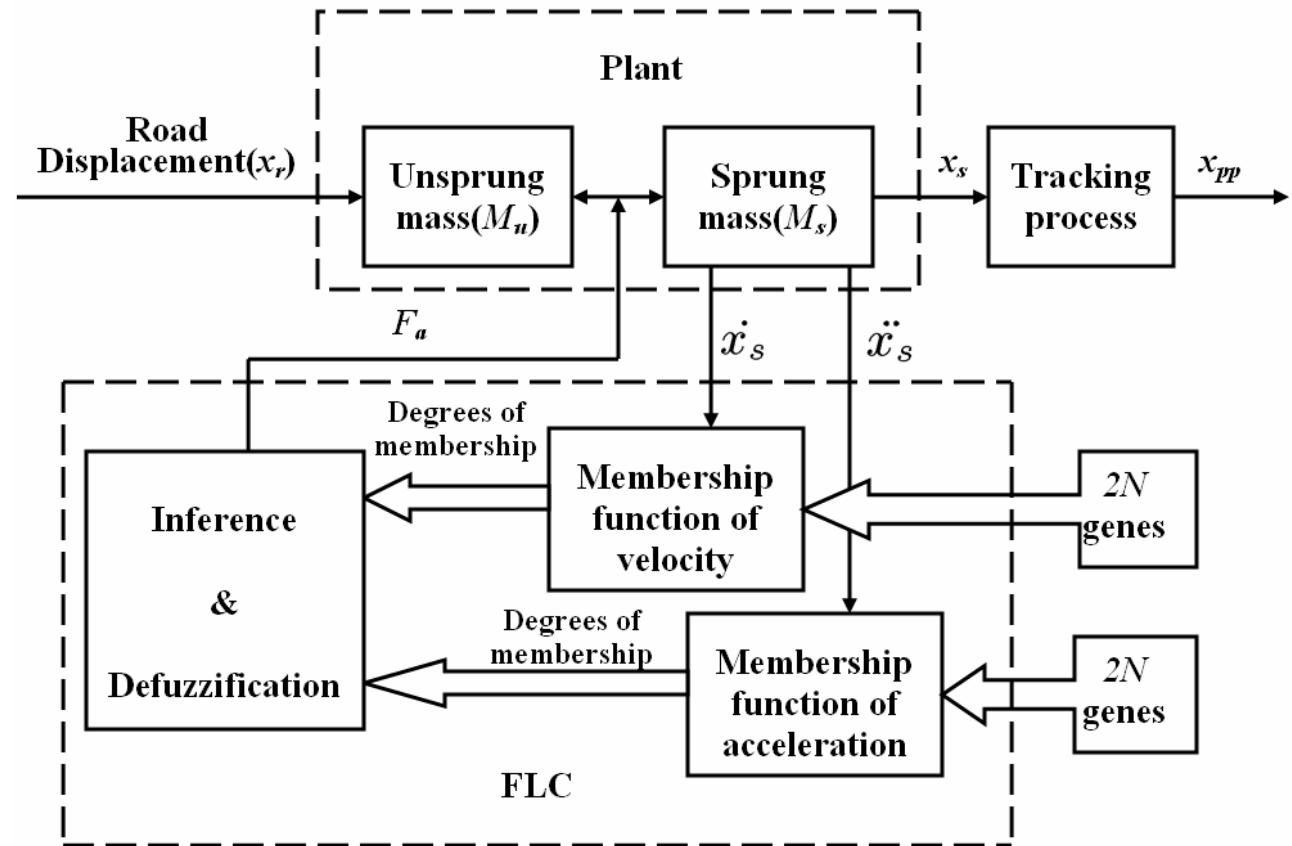 Plant
Road
Displacement(xᵣ)
Unsprung
mass(Mᵤ)
Sprung
mass(Mₛ)
xₛ
Tracking
process
xₚₚ
Fₐ
ẋₛ
ẍₛ
Degrees of
membership
Membership
function of
velocity
2N
genes
Inference
&
Defuzzification
Degrees of
membership
Membership
function of
acceleration
2N
genes
FLC